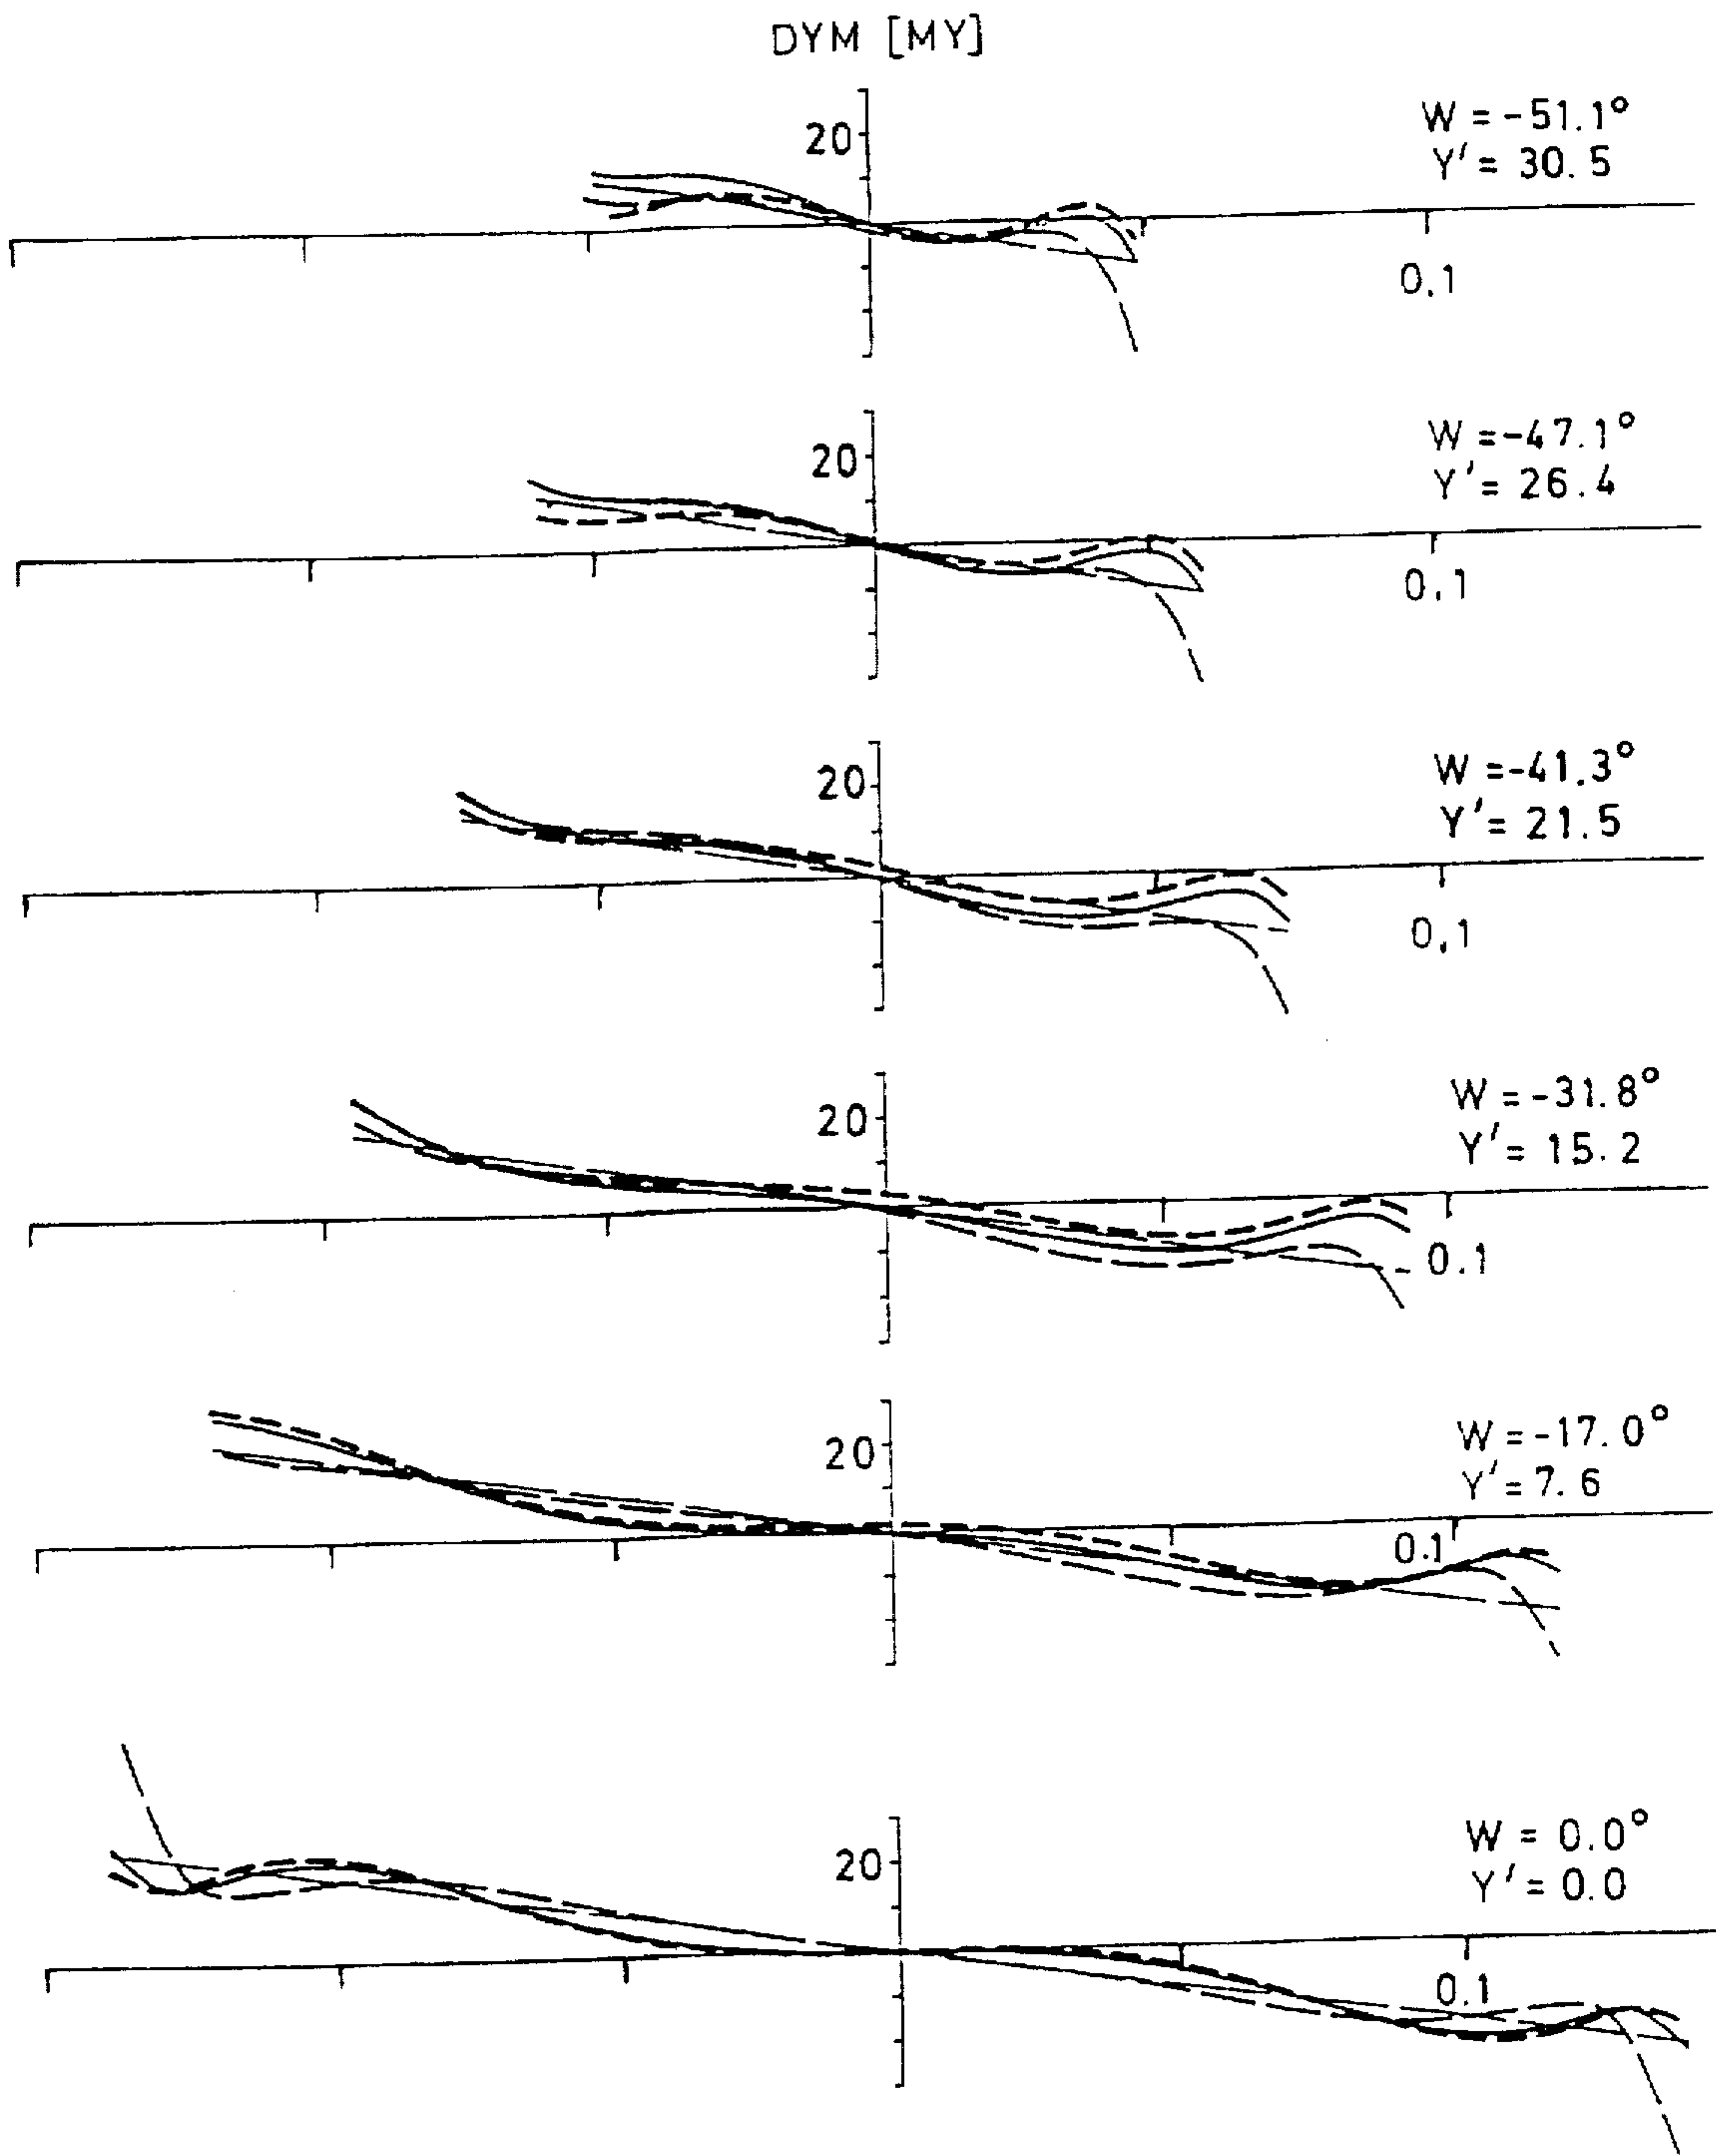 DYM [MY]
20
W = -51.1°
Y' = 30.5
0.1
20
W = -47.1°
Y' = 26.4
0.1
20
W = -41.3°
Y' = 21.5
0.1
20
W = -31.8°
Y' = 15.2
0.1
20
W = -17.0°
Y' = 7.6
0.1
20
W = 0.0°
Y' = 0.0
0.1